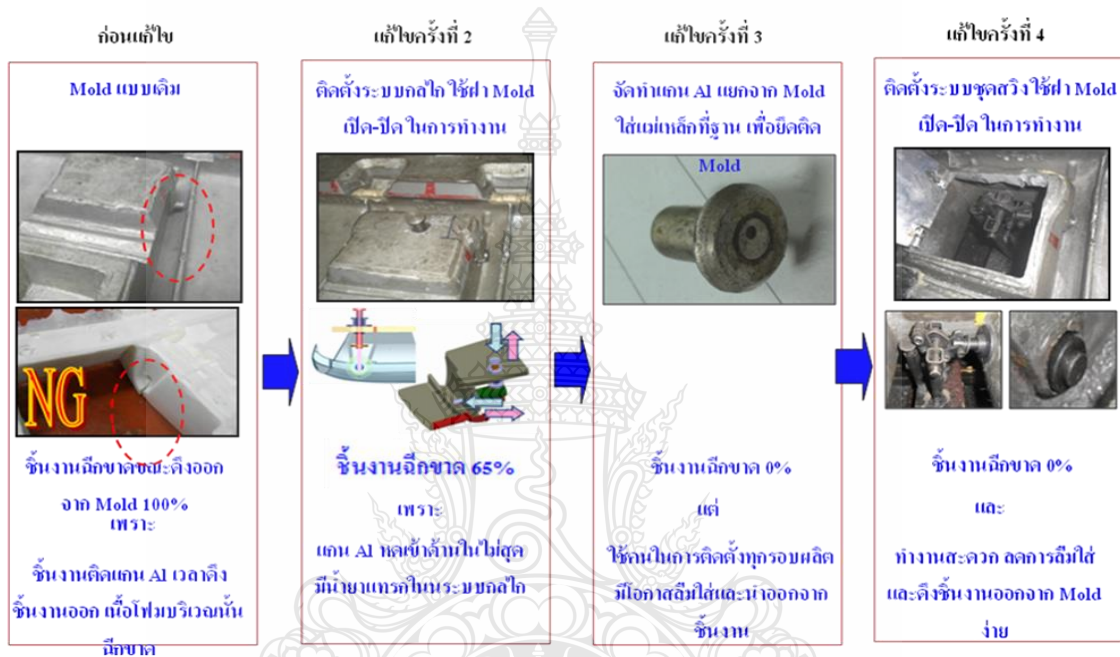 ก่อนแก้ไข
Mold แบบเดิม
NG
ชิ้นงานฉีกขาดขณะดึงออก
จาก Mold 100%
เพราะ
ชิ้นงานติดแกน Al เวลาดึง
ชิ้นงานออก เนื้อโฟมบริเวณนั้น
ฉีกขาด
แก้ไขครั้งที่ 2
ติดตั้งระบบกลไก ใช้ฝา Mold
เปิด-ปิด ในการทำงาน
ชิ้นงานฉีกขาด 65%
เพราะ
แกน Al หดเข้าด้านในไม่สุด
มีน้ำยาแทรกในนระบบกลไก
แก้ไขครั้งที่ 3
จัดทำแกน Al แยกจาก Mold
ใส่แม่เหล็กที่ฐาน เพื่อยึดติด
Mold
ชิ้นงานฉีกขาด 0%
แต่
ใช้คนในการติดตั้งทุกรอบผลิต
มีโอกาสลืมใส่และนำออกจาก
ชิ้นงาน
แก้ไขครั้งที่ 4
ติดตั้งระบบชุดสวิงใช้ฝา Mold
เปิด-ปิด ในการทำงาน
ชิ้นงานฉีกขาด 0%
และ
ทำงานสะดวก ลดการลืมใส่
และดึงชิ้นงานออกจาก Mold
ง่าย